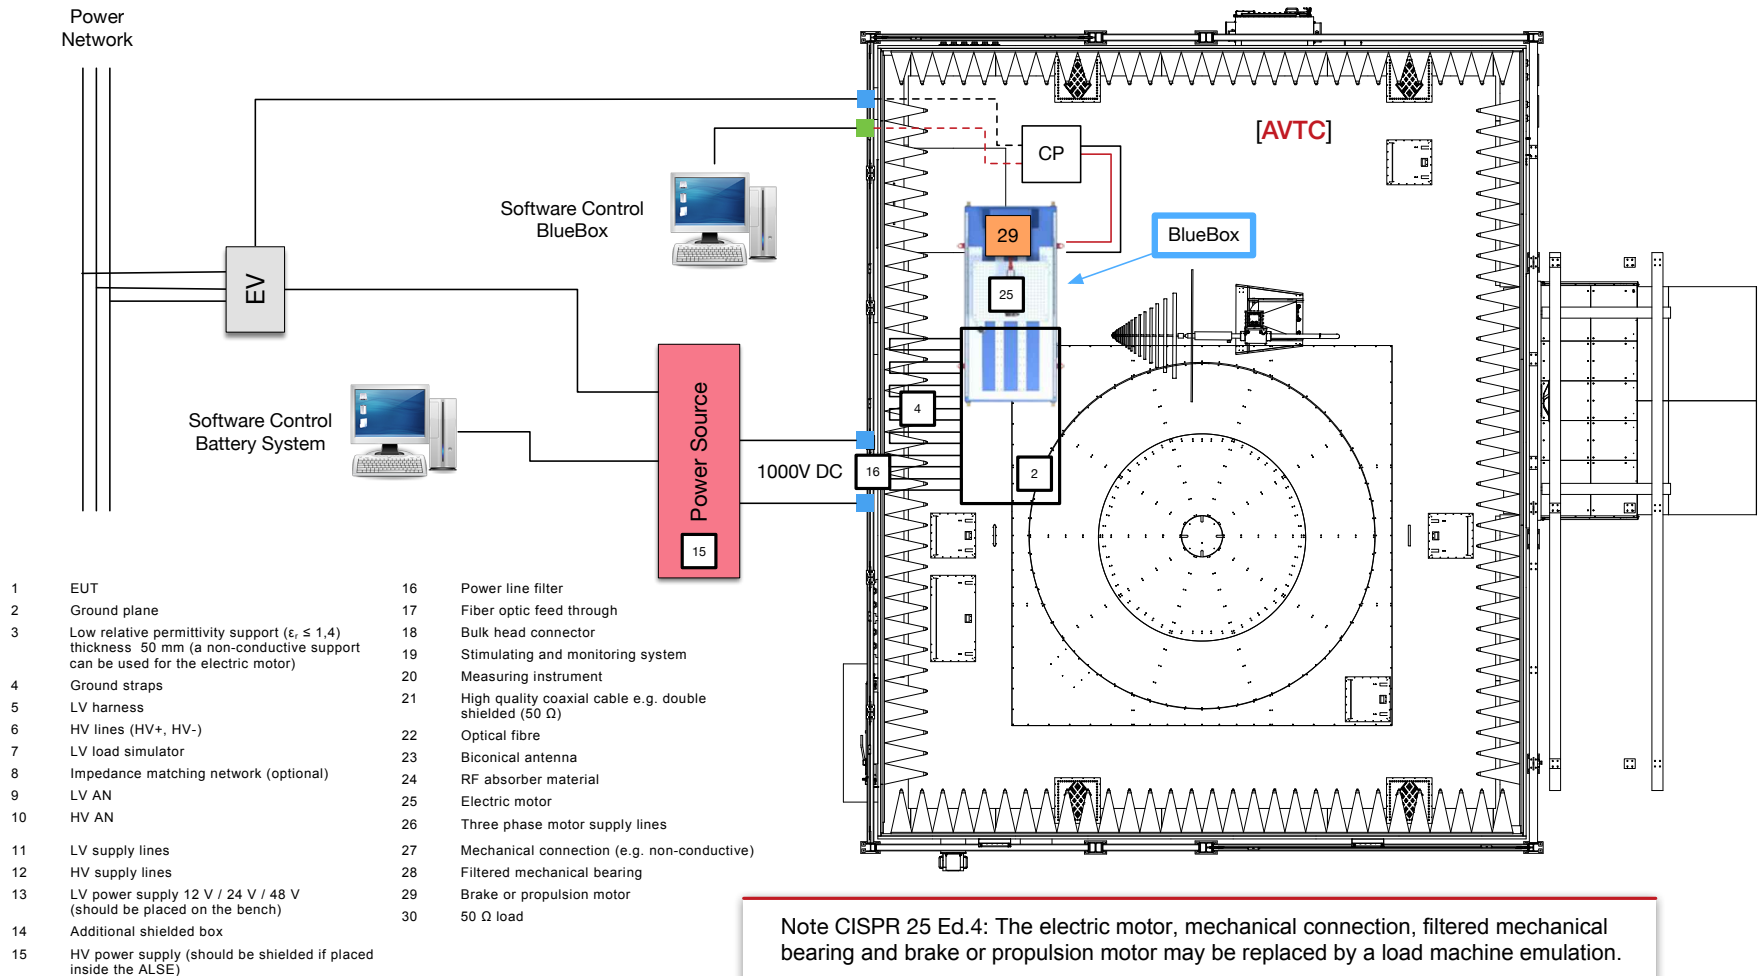 Power
Network
[AVTC]
CP
Software Control
BlueBox
29
BlueBox
EV
25
Power Source
4
Software Control
Battery System
1000V DC
16
2
15
1 EUT
2 Ground plane
3 Low relative permittivity support (εr ≤ 1,4)
thickness 50 mm (a non-conductive support
can be used for the electric motor)
4 Ground straps
5 LV harness
6 HV lines (HV+, HV-)
7 LV load simulator
8 Impedance matching network (optional)
9 LV AN
10 HV AN
11 LV supply lines
12 HV supply lines
13 LV power supply 12 V / 24 V / 48 V
(should be placed on the bench)
14 Additional shielded box
15 HV power supply (should be shielded if placed
inside the ALSE)
16 Power line filter
17 Fiber optic feed through
18 Bulk head connector
19 Stimulating and monitoring system
20 Measuring instrument
21 High quality coaxial cable e.g. double
shielded (50 Ω)
22 Optical fibre
23 Biconical antenna
24 RF absorber material
25 Electric motor
26 Three phase motor supply lines
27 Mechanical connection (e.g. non-conductive)
28 Filtered mechanical bearing
29 Brake or propulsion motor
30 50 Ω load
Note CISPR 25 Ed.4: The electric motor, mechanical connection, filtered mechanical
bearing and brake or propulsion motor may be replaced by a load machine emulation.